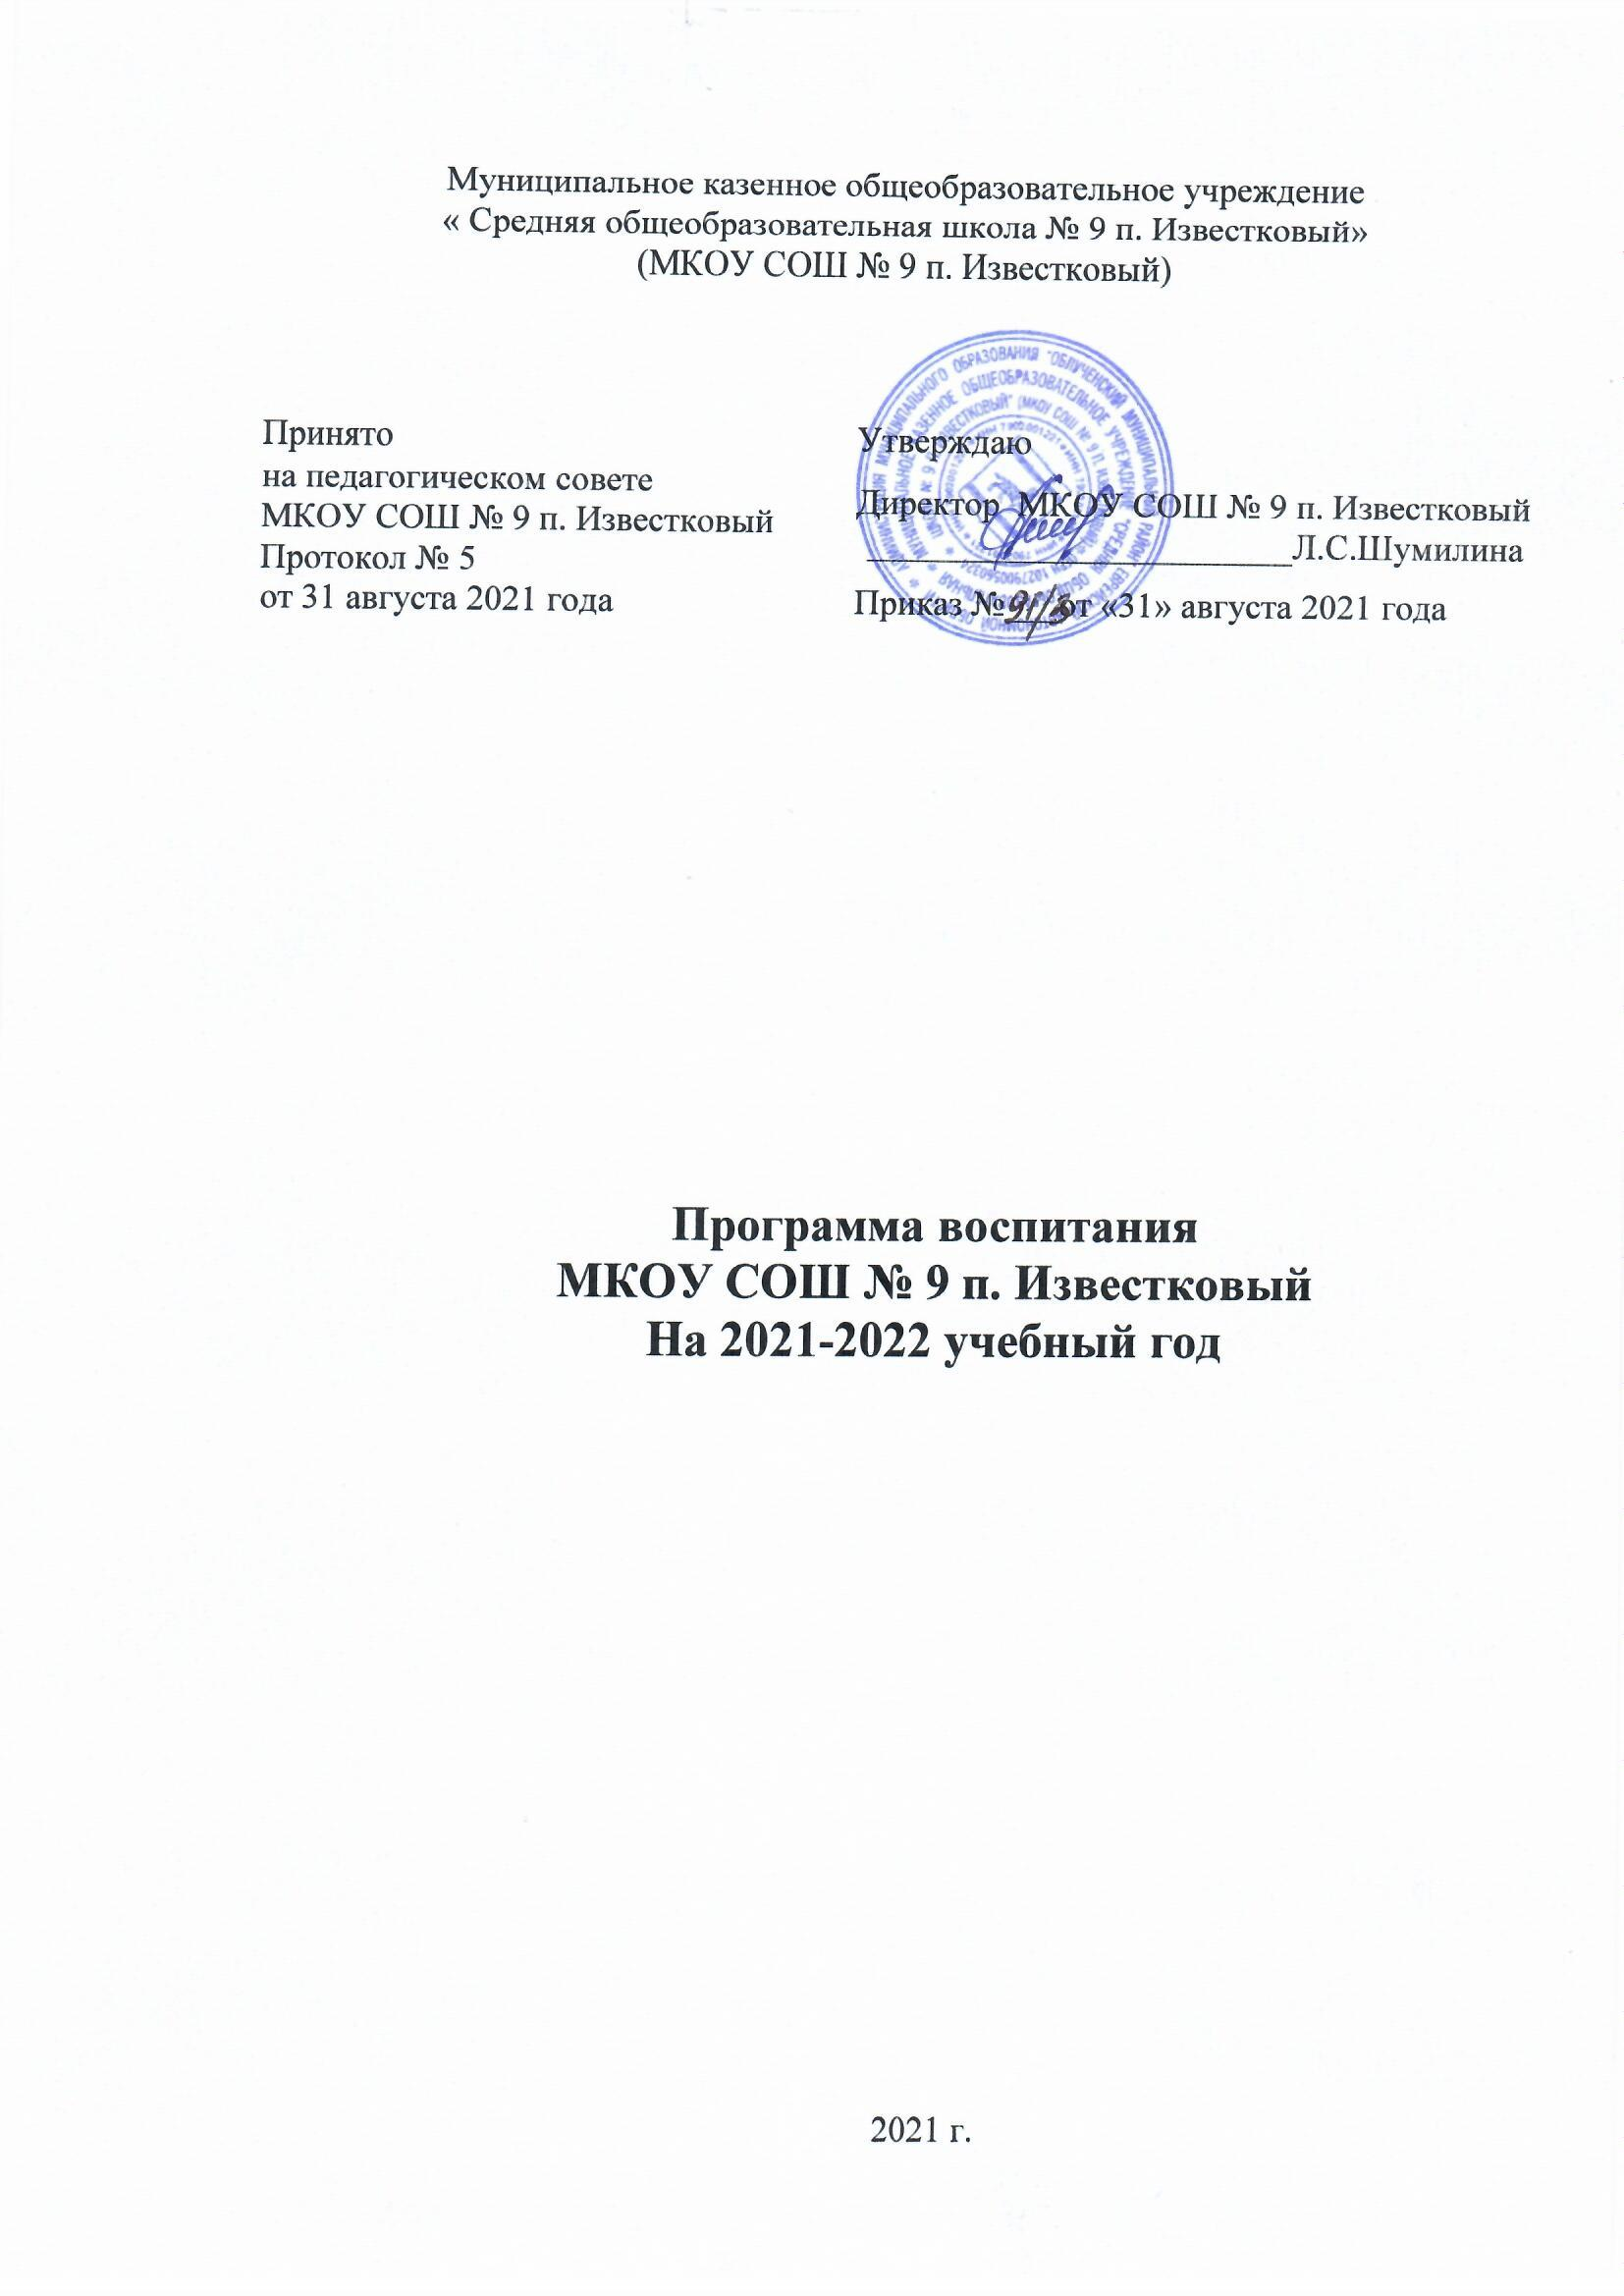 Муниципальное казенное общеобразовательное учреждение
« Средняя общеобразовательная школа № 9 п. Известковый»
(МКОУ СОШ № 9 п. Известковый)
Принято
на педагогическом совете
МКОУ СОШ № 9 п. Известковый
Протокол № 5
от 31 августа 2021 года
Утверждаю
Директор МКОУ СОШ № 9 п. Известковый
Л.С.Шумилина
Приказ № 91/3 от «31» августа 2021 года
Программа воспитания
МКОУ СОШ № 9 п. Известковый
На 2021-2022 учебный год
2021 г.